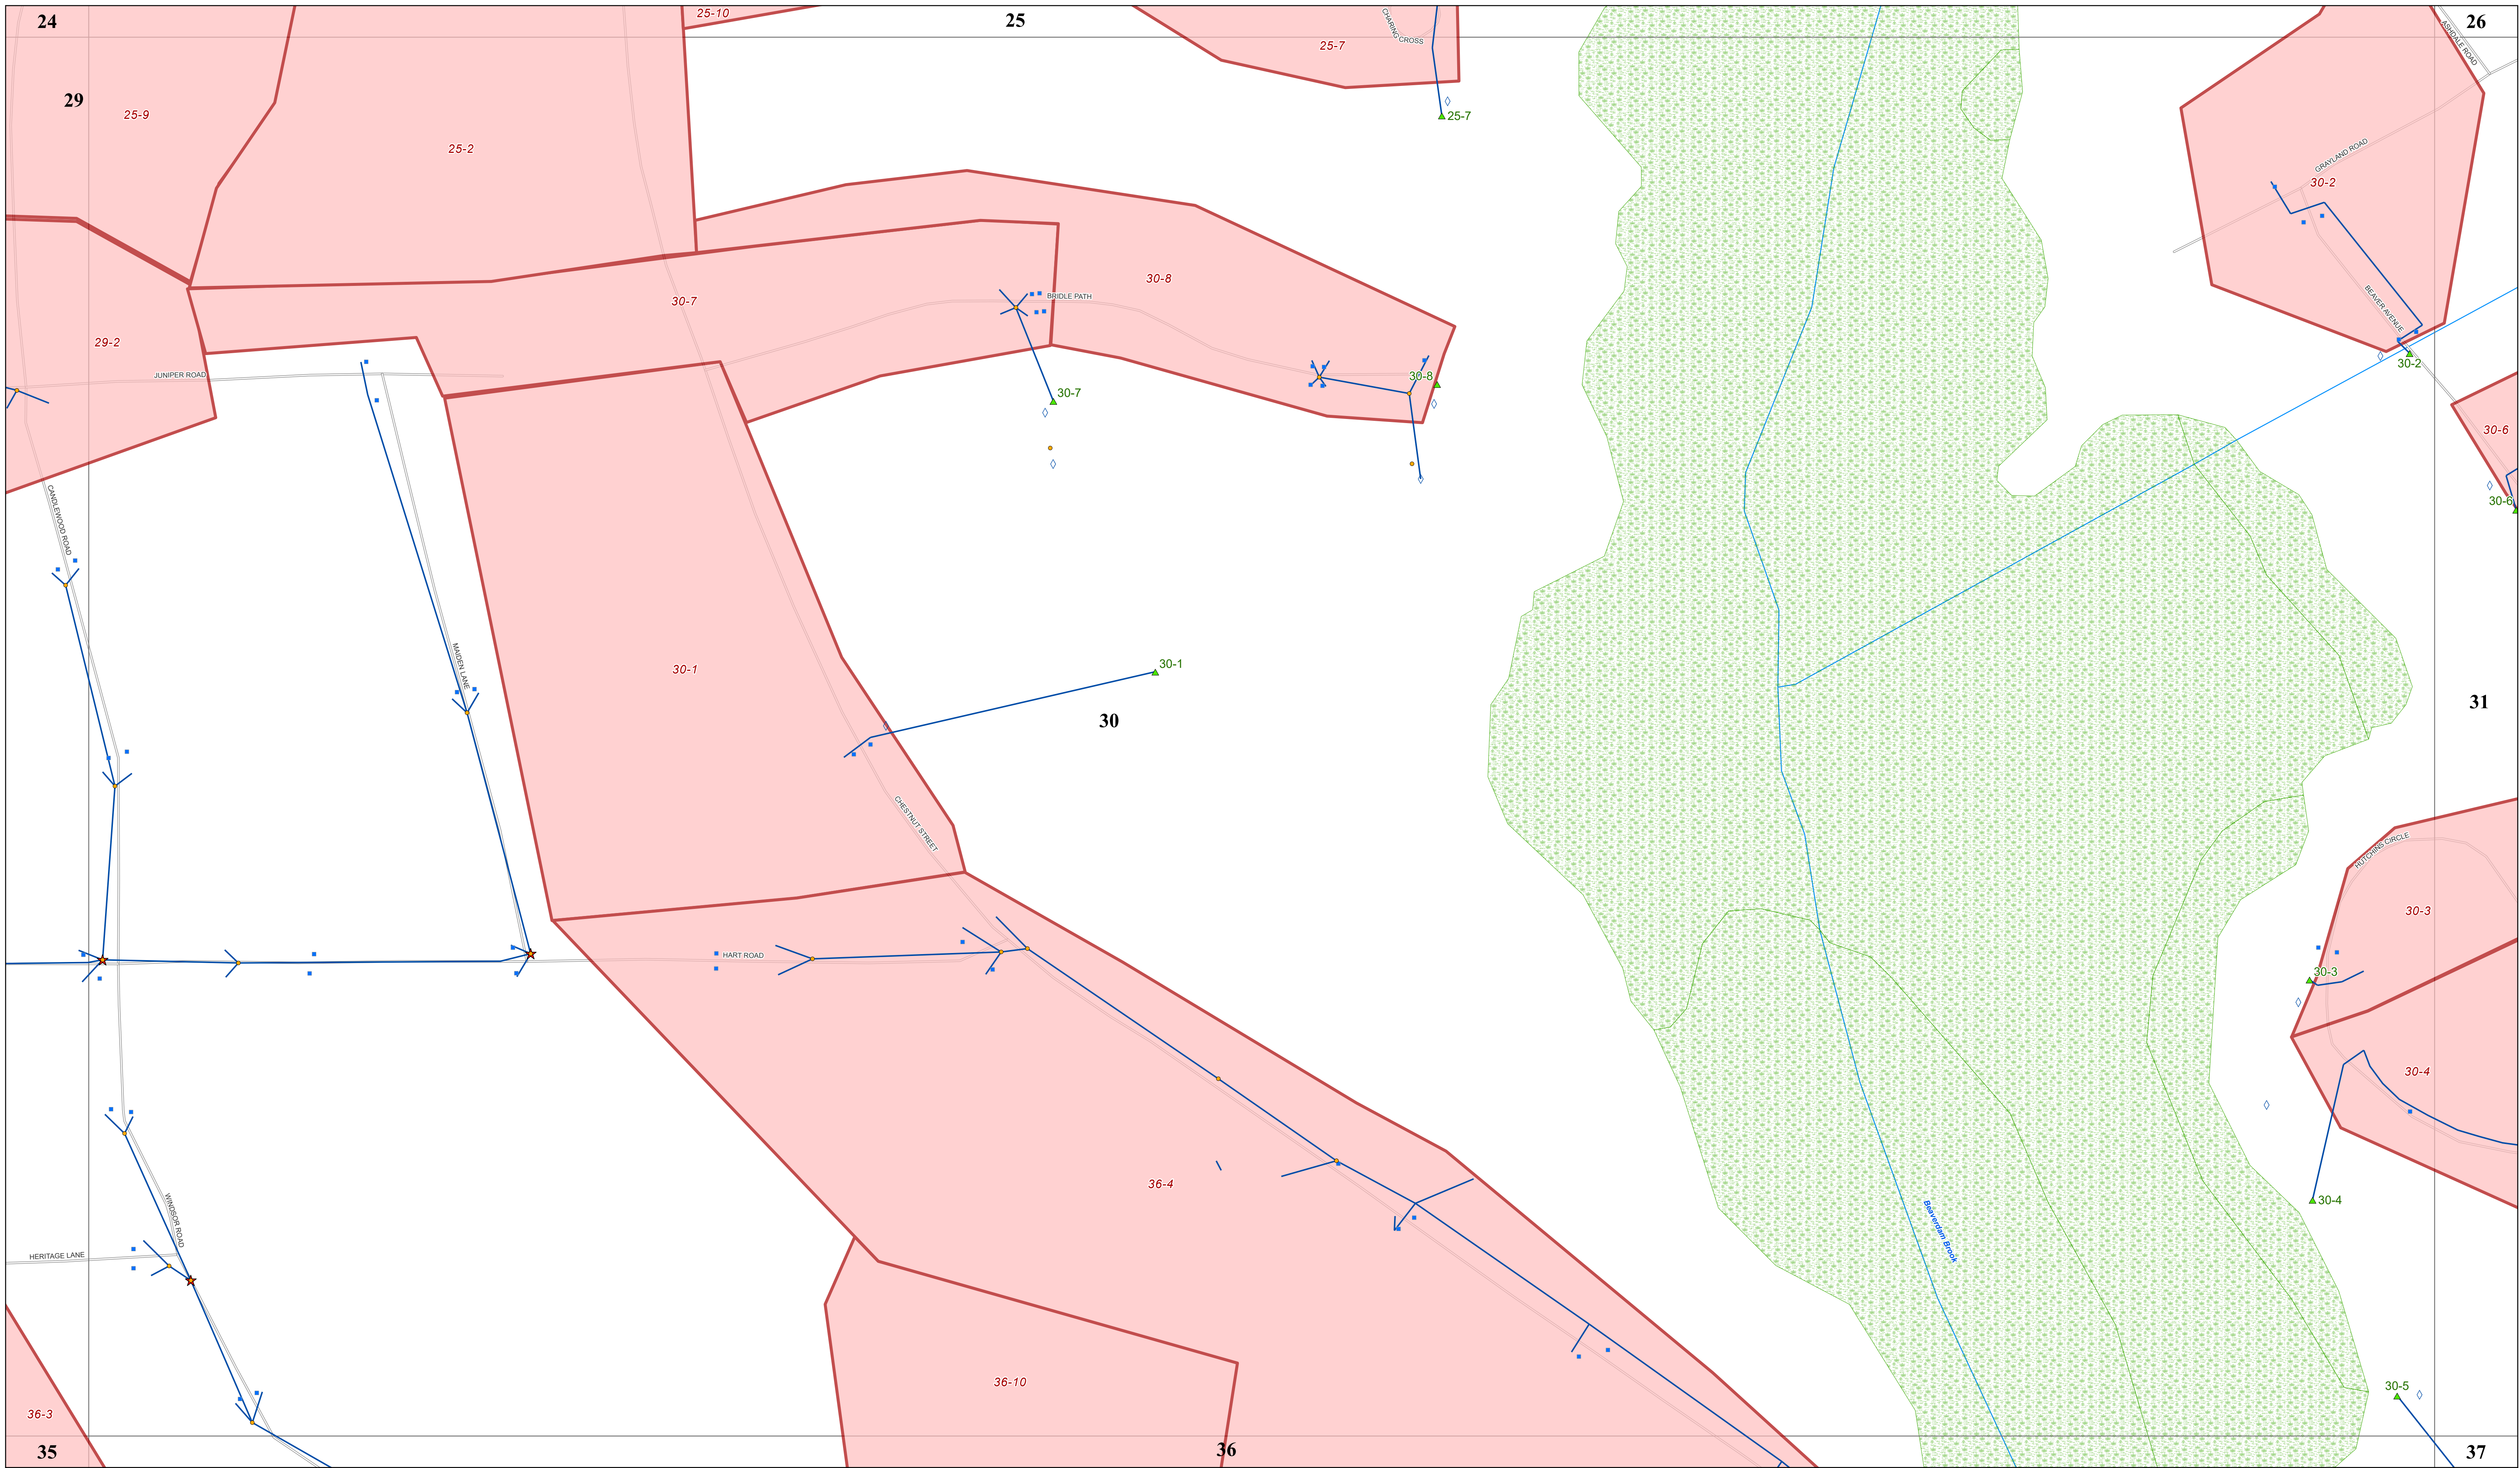 24
25-10
25
CHARING CROSS
25-7
26
ASHDALE ROAD
29
25-9
25-7
25-2
GRAYLAND ROAD
30-2
30-8
30-7
BRIDLE PATH
BEAVER AVENUE
29-2
30-2
JUNIPER ROAD
30-8
30-7
30-6
30-6
CANDLEWOOD ROAD
MAIDEN LANE
30-1
30-1
31
30
CHESTNUT STREET
HUTCHINS CIRCLE
30-3
HART ROAD
30-3
30-4
36-4
30-4
WINDSOR ROAD
Beaverdam Brook
HERITAGE LANE
36-10
30-5
36-3
35
36
37